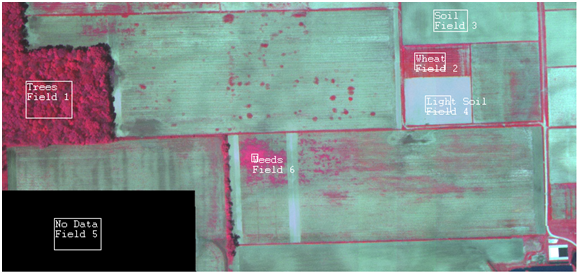 Soil
Field 3
Wheat
Field 2
Trees
Field 1
Light Soil
Field 4
Weeds
Field 6
No Data
Field 5